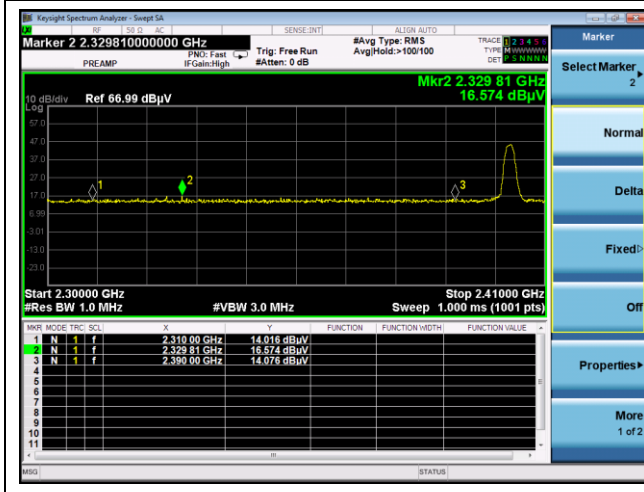 Keysight Spectrum Analyzer - Swept SA
RF 50 Ω AC SENSE:INT ALIGN AUTO
Marker 2 2.329810000000 GHz
PREAMP
PNO: Fast
IFGain:High
Trig: Free Run
#Atten: 0 dB
#Avg Type: RMS
Avg|Hold:>100/100
TRACE 1 2 3 4 5 6
TYPE M WWWWW
DET P S N N N N
Marker
Select Marker
2
Normal
Delta
Fixed
Off
Properties
More
1 of 2
Mkr2 2.329 81 GHz
16.574 dBµV
10 dB/div Ref 66.99 dBµV
Log
57.0
47.0
37.0
27.0
17.0
6.99
-3.01
-13.0
-23.0
1
2
3
Start 2.30000 GHz Stop 2.41000 GHz
#Res BW 1.0 MHz #VBW 3.0 MHz Sweep 1.000 ms (1001 pts)
MKR MODE TRC SCL X Y FUNCTION FUNCTION WIDTH FUNCTION VALUE
1 N 1 f 2.310 00 GHz 14.016 dBµV
2 N 1 f 2.329 81 GHz 16.574 dBµV
3 N 1 f 2.390 00 GHz 14.076 dBµV
4
5
6
7
8
9
10
11
MSG STATUS